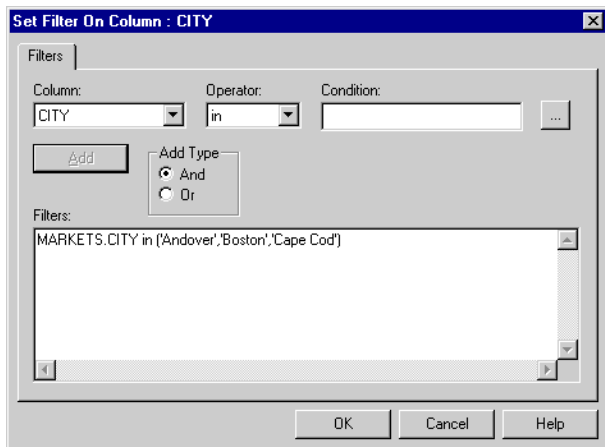 Set Filter On Column : CITY
Filters
Column: Operator: Condition:
CITY in ...
Add
Add Type
And
Or
Filters:
MARKETS.CITY in ('Andover','Boston','Cape Cod')
OK Cancel Help